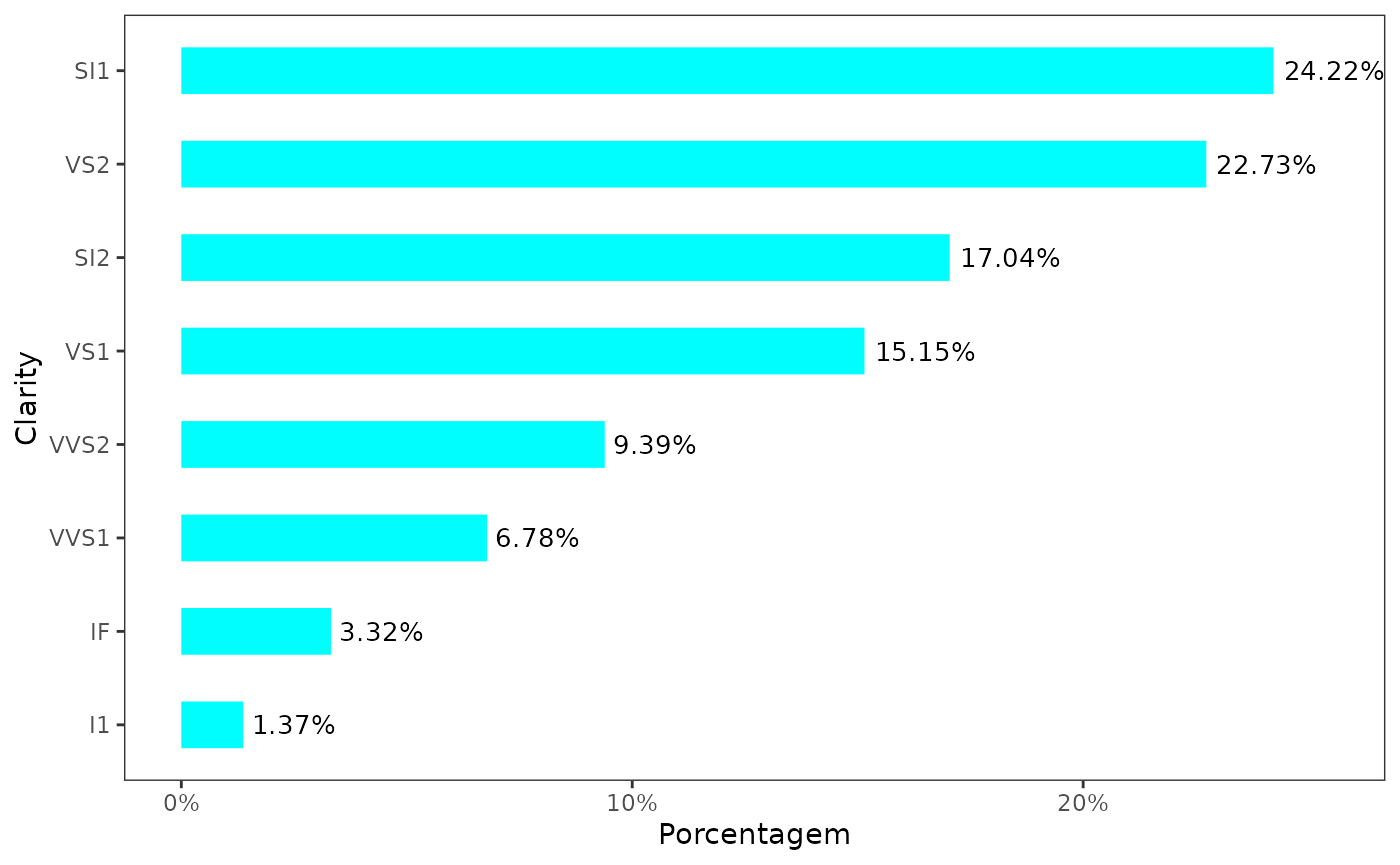 SI1 24.22%
VS2 22.73%
SI2 17.04%
VS1 15.15%
VVS2 9.39%
VVS1 6.78%
IF 3.32%
I1 1.37%
Clarity
0% 10% 20%
Porcentagem